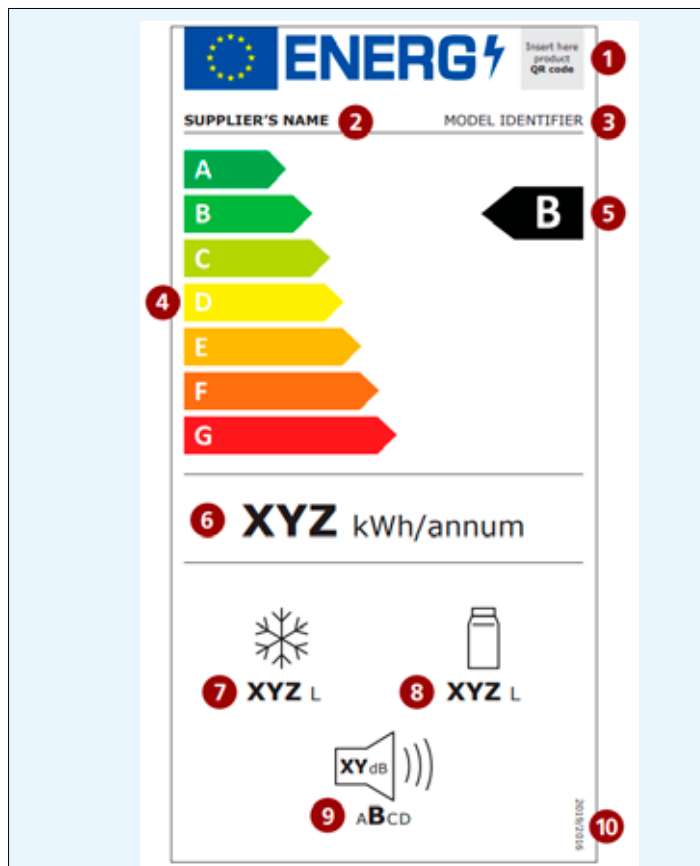 ENERG
Insert here
product
QR code
1
SUPPLIER'S NAME 2 MODEL IDENTIFIER 3
A
B B 5
C
4 D
E
F
G
6 XYZ kWh/annum
7 XYZ L 8 XYZ L
XY dB
9 ABCD
2019/2016
10